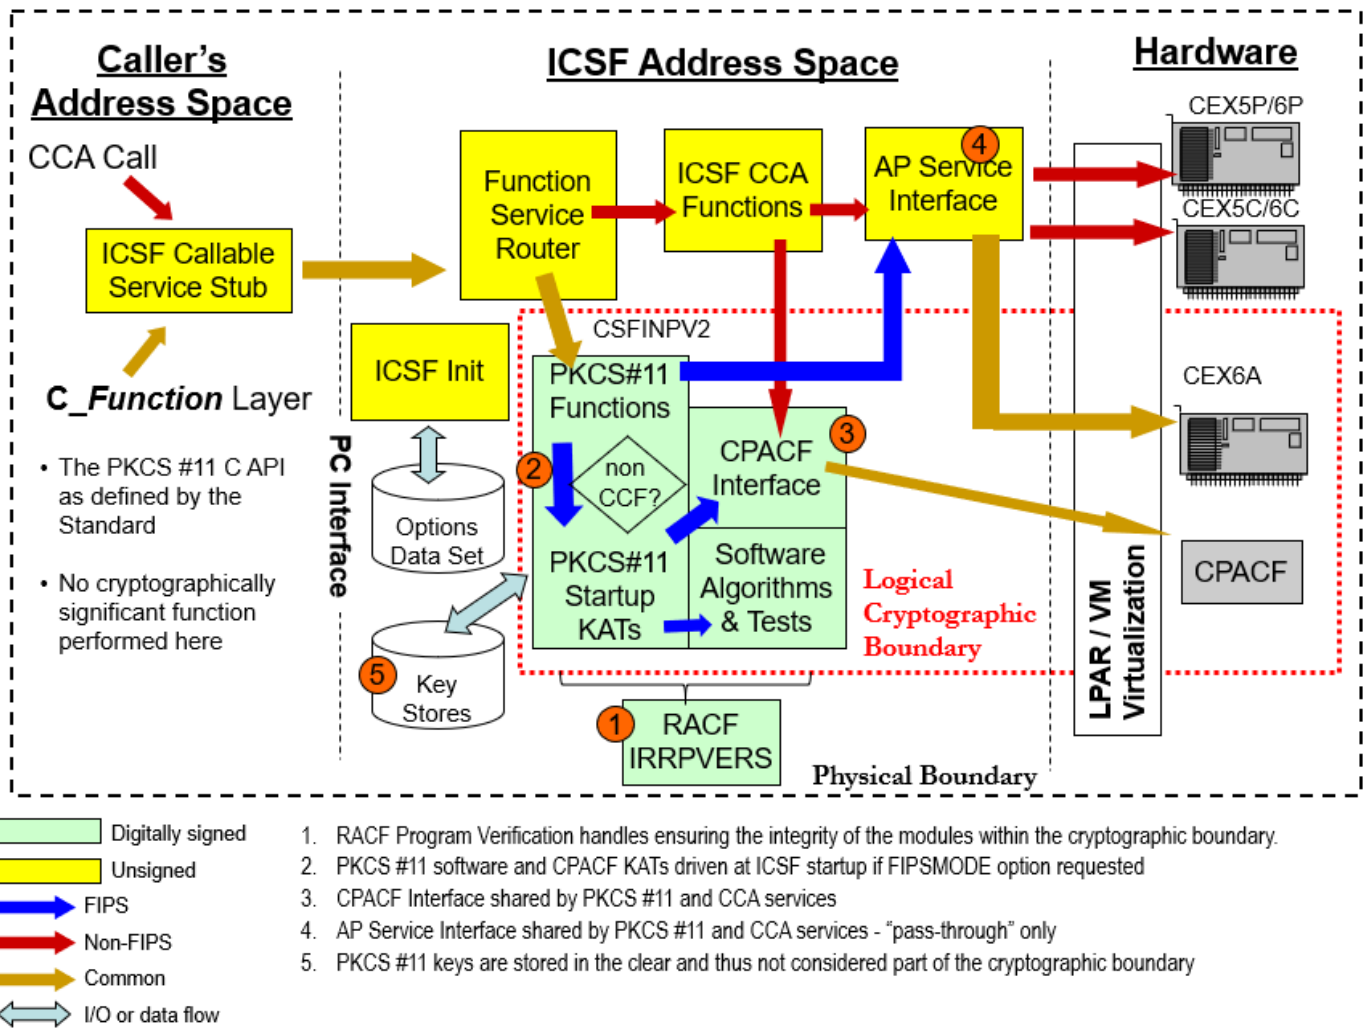 Caller's
Address Space
ICSF Address Space
Hardware
CCA Call
ICSF Callable
Service Stub
C_Function Layer
• The PKCS #11 C API
as defined by the
Standard
• No cryptographically
significant function
performed here
PC Interface
Function
Service
Router
ICSF CCA
Functions
AP Service
Interface
4
CEX5P/6P
CEX5C/6C
ICSF Init
Options
Data Set
Key
Stores
5
CSFINPV2
PKCS#11
Functions
2
non
CCF?
PKCS#11
Startup
KATs
CPACF
Interface
3
Software
Algorithms
& Tests
Logical
Cryptographic
Boundary
CEX6A
CPACF
LPAR / VM
Virtualization
1
RACF
IRRPVERS
Physical Boundary
Digitally signed
Unsigned
FIPS
Non-FIPS
Common
I/O or data flow
1. RACF Program Verification handles ensuring the integrity of the modules within the cryptographic boundary.
2. PKCS #11 software and CPACF KATs driven at ICSF startup if FIPSMODE option requested
3. CPACF Interface shared by PKCS #11 and CCA services
4. AP Service Interface shared by PKCS #11 and CCA services - “pass-through” only
5. PKCS #11 keys are stored in the clear and thus not considered part of the cryptographic boundary